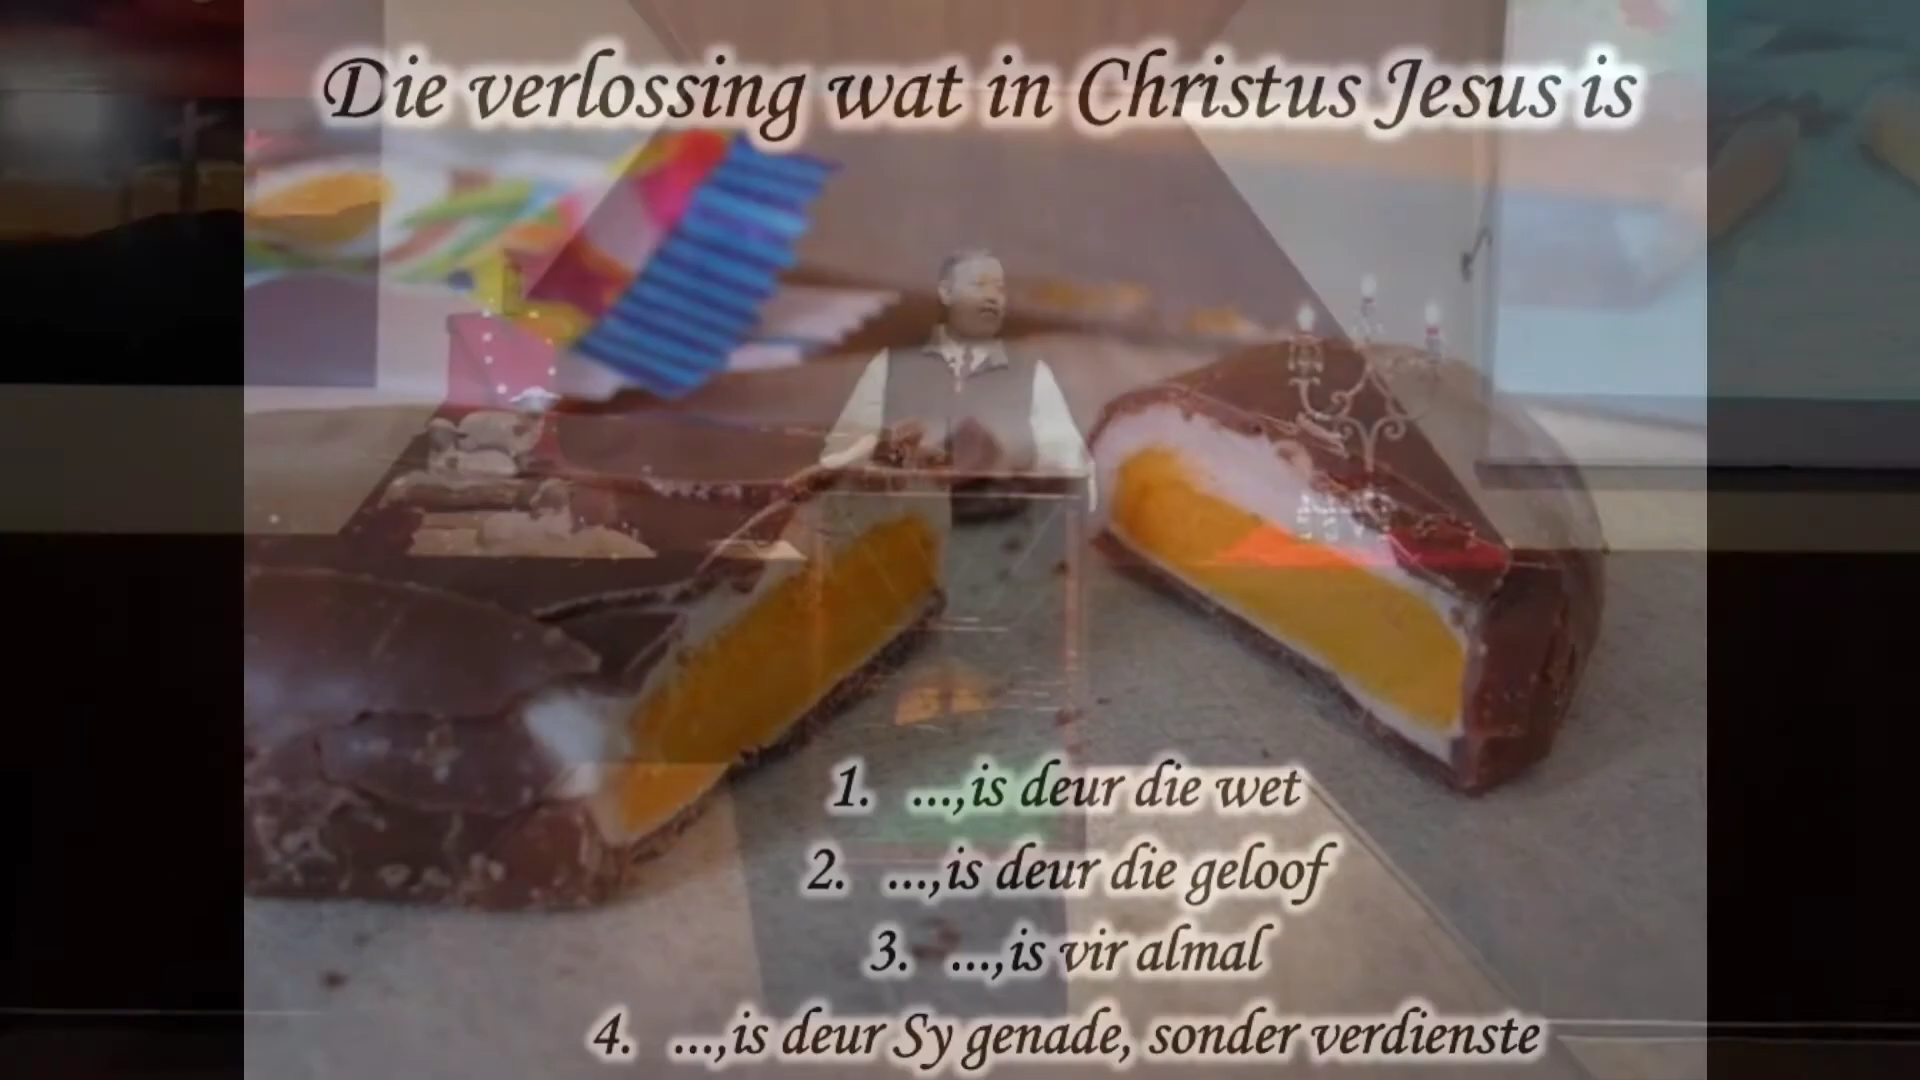 Die verlossing wat in Christus Jesus is
1. ...,is deur die wet
2. ...,is deur die geloof
3. ...,is vir almal
4. ...,is deur Sy genade, sonder verdienste